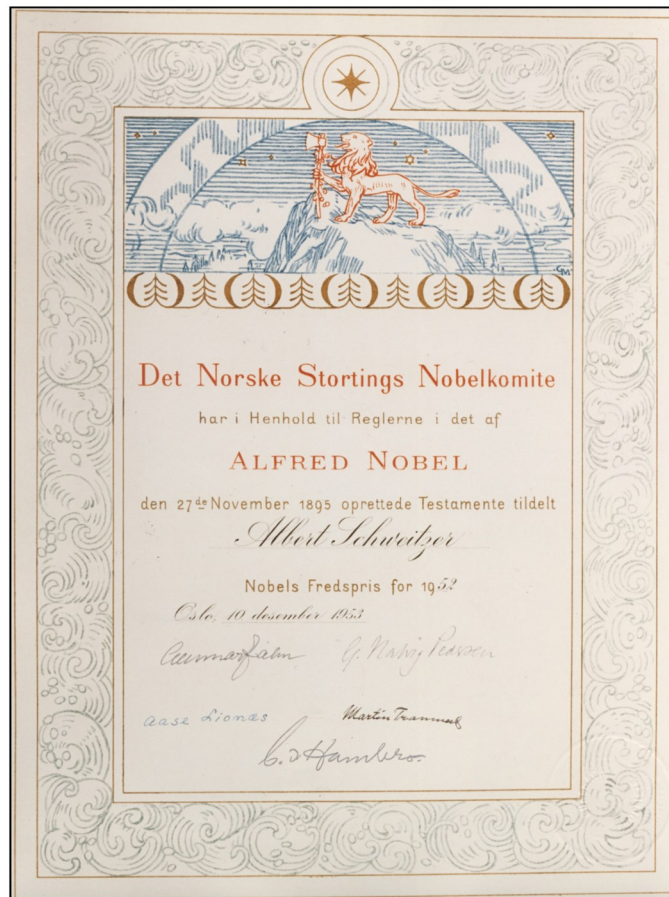 Det Norske Stortings Nobelkomite
har i Henhold til Reglerne i det af
ALFRED NOBEL
den 27de November 1895 oprettede Testamente tildelt
Albert Schweitzer
Nobels Fredspris for 1952
Oslo, 10 desember 1953
Gunnar Jahn G. Natvig Pedersen
Aase Lionæs Martin Tranmæl
C. J. Hambro.